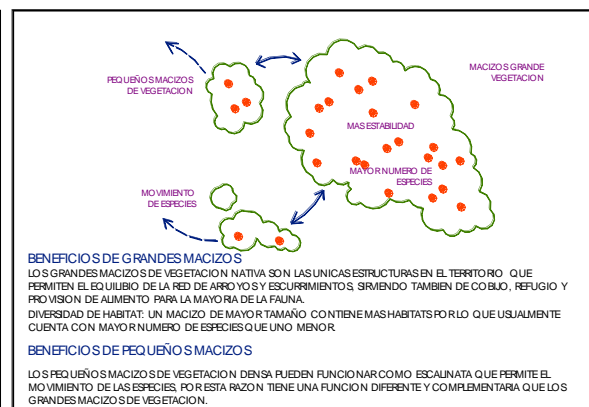 MACIZOS GRANDE
VEGETACION
PEQUEÑOS MACIZOS
DE VEGETACION
MAS ESTABILIDAD
MAYOR NUMERO DE
ESPECIES
MOVIMIENTO
DE ESPECIES
BENEFICIOS DE GRANDES MACIZOS
LOS GRANDES MACIZOS DE VEGETACION NATIVA SON LAS UNICAS ESTRUCTURAS EN EL TERRITORIO QUE
PERMITEN EL EQUILIBIO DE LA RED DE ARROYOS Y ESCURRIMIENTOS, SIRVIENDO TAMBIEN DE COBIJO, REFUGIO Y
PROVISION DE ALIMENTO PARA LA MAYORIA DE LA FAUNA.
DIVERSIDAD DE HABITAT: UN MACIZO DE MAYOR TAMAÑO CONTIENE MAS HABITATS POR LO QUE USUALMENTE
CUENTA CON MAYOR NUMERO DE ESPECIES QUE UNO MENOR.
BENEFICIOS DE PEQUEÑOS MACIZOS
LOS PEQUEÑOS MACIZOS DE VEGETACION DENSA PUEDEN FUNCIONAR COMO ESCALINATA QUE PERMITE EL
MOVIMIENTO DE LAS ESPECIES, POR ESTA RAZON TIENE UNA FUNCION DIFERENTE Y COMPLEMENTARIA QUE LOS
GRANDES MACIZOS DE VEGETACION.